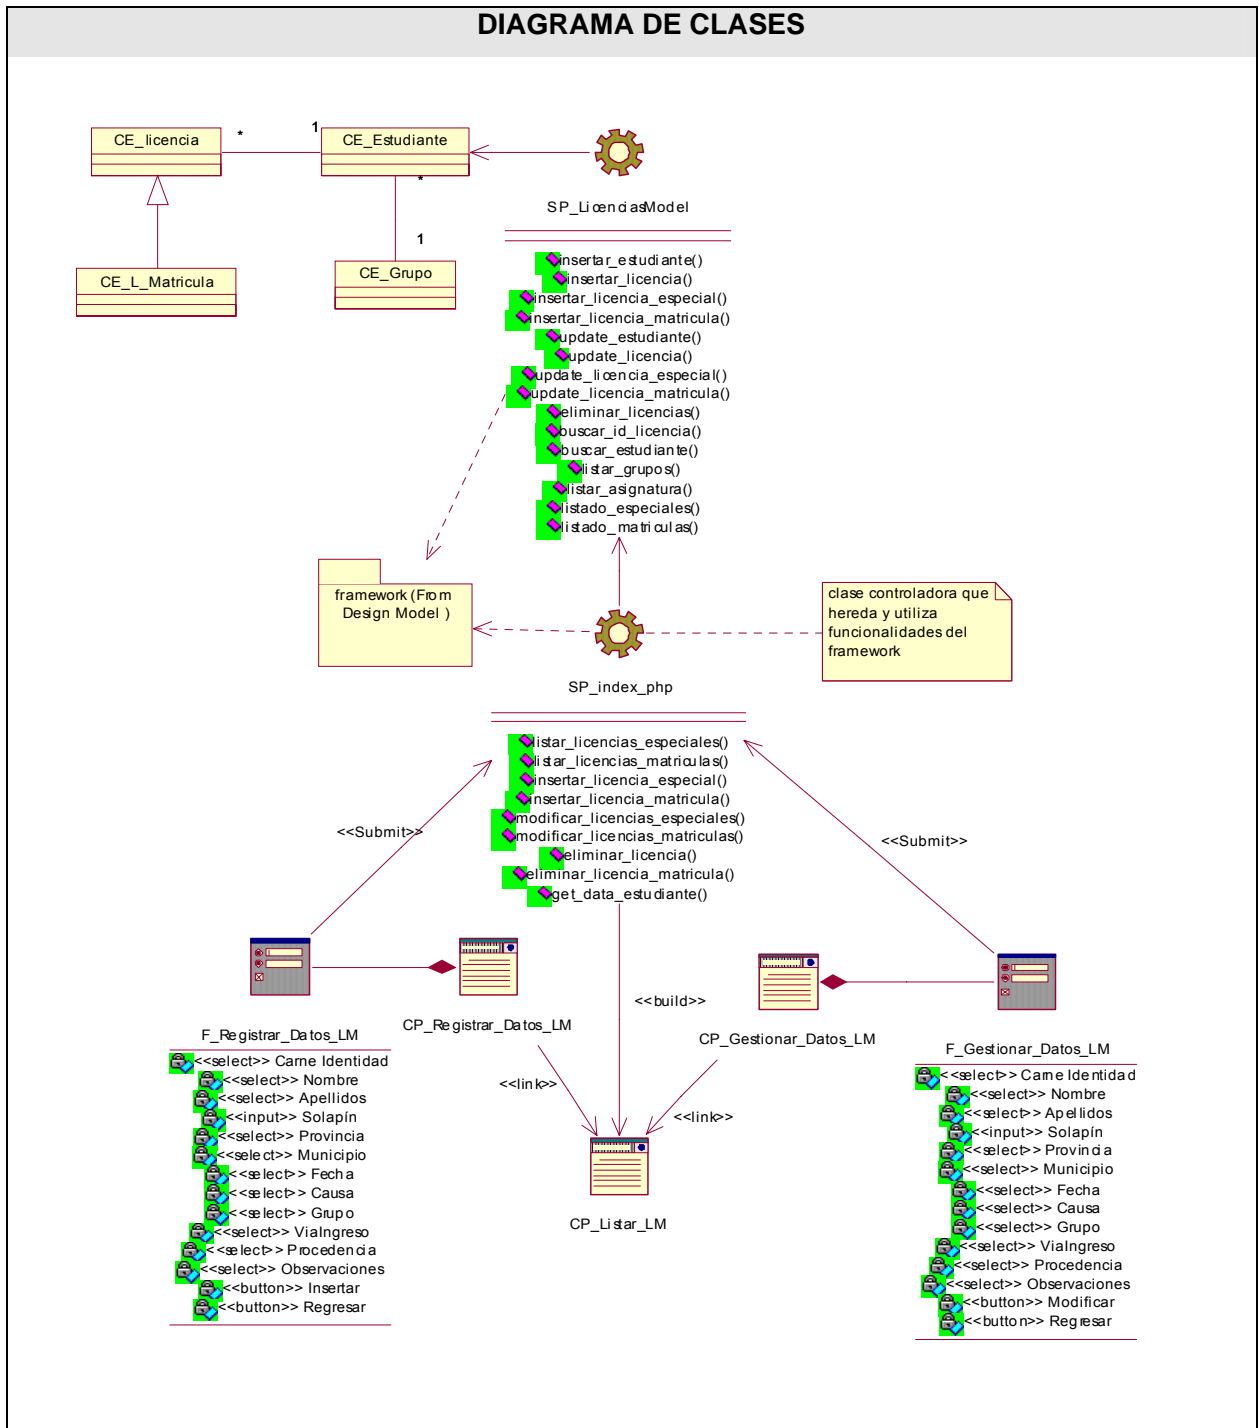 DIAGRAMA DE CLASES
CE_licencia
*
1
CE_Estudiante
*
1
CE_L_Matricula
CE_Grupo
SP_LicenciasModel
insertar_estudiante()
insertar_licencia()
insertar_licencia_especial()
insertar_licencia_matricula()
update_estudiante()
update_licencia()
update_licencia_especial()
update_licencia_matricula()
eliminar_licencias()
buscar_id_licencia()
buscar_estudiante()
listar_grupos()
listar_asignatura()
listado_especiales()
listado_matriculas()
framework (From
Design Model )
clase controladora que
hereda y utiliza
funcionalidades del
framework
SP_index_php
listar_licencias_especiales()
listar_licencias_matriculas()
insertar_licencia_especial()
insertar_licencia_matricula()
modificar_licencias_especiales()
modificar_licencias_matriculas()
eliminar_licencia()
eliminar_licencia_matricula()
get_data_estudiante()
<<Submit>>
<<Submit>>
<<build>>
CP_Registrar_Datos_LM
CP_Gestionar_Datos_LM
<<link>>
<<link>>
CP_Listar_LM
F_Registrar_Datos_LM
<<select>> Carne Identidad
<<select>> Nombre
<<select>> Apellidos
<<input>> Solapín
<<select>> Provincia
<<select>> Municipio
<<select>> Fecha
<<select>> Causa
<<select>> Grupo
<<select>> ViaIngreso
<<select>> Procedencia
<<select>> Observaciones
<<button>> Insertar
<<button>> Regresar
F_Gestionar_Datos_LM
<<select>> Carne Identidad
<<select>> Nombre
<<select>> Apellidos
<<input>> Solapín
<<select>> Provincia
<<select>> Municipio
<<select>> Fecha
<<select>> Causa
<<select>> Grupo
<<select>> ViaIngreso
<<select>> Procedencia
<<select>> Observaciones
<<button>> Modificar
<<button>> Regresar